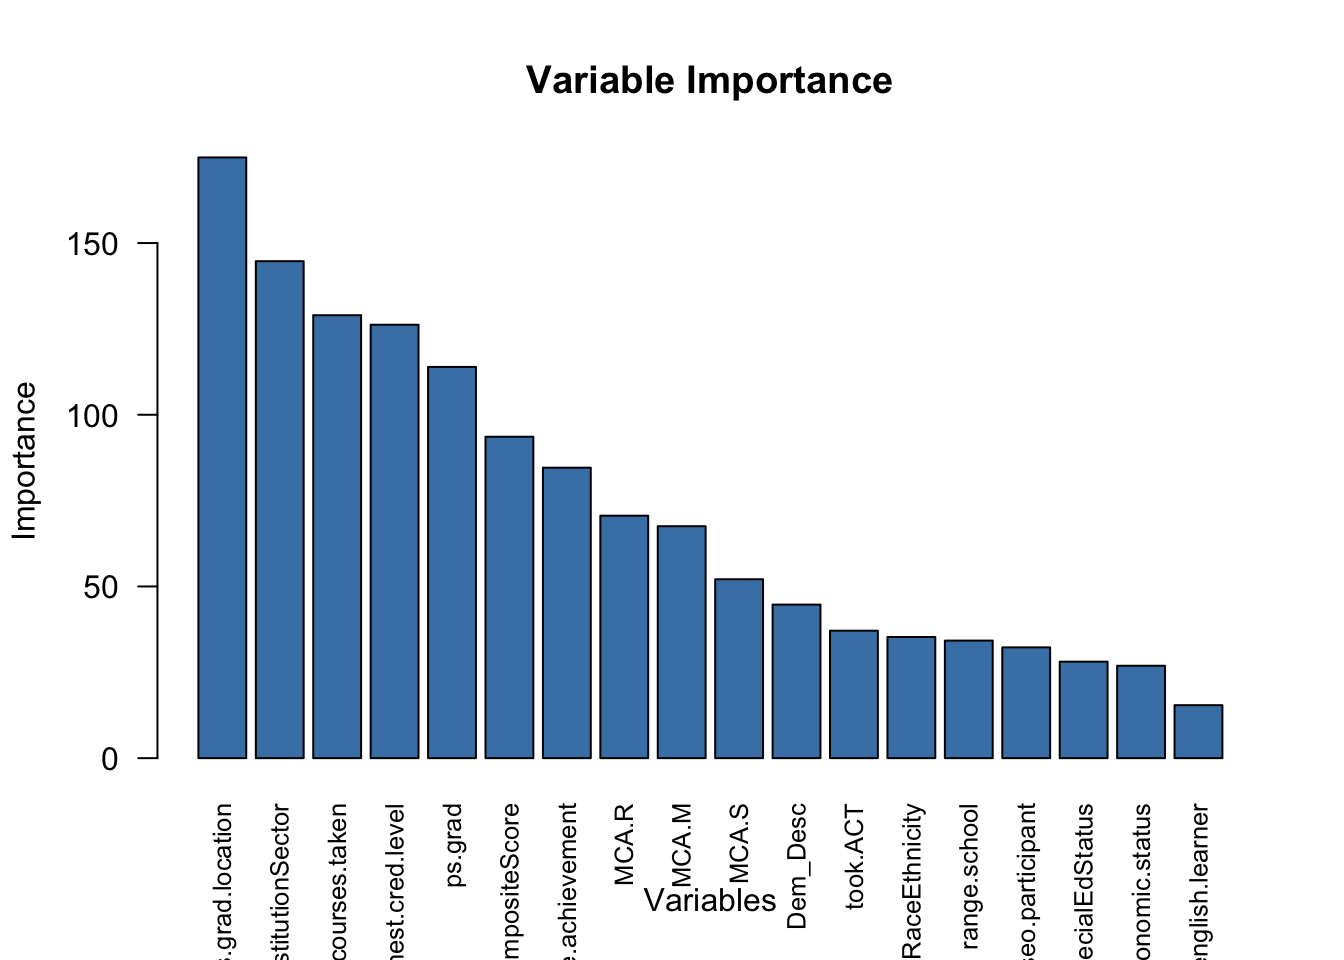 Variable Importance
Importance
150
100
50
0
s.grad.location
stitutionSector
courses.taken
nest.cred.level
ps.grad
mpositeScore
e.achievement
MCA.R
MCA.M
MCA.S
Dem_Desc
took.ACT
RaceEthnicity
range.school
seo.participant
ecialEdStatus
onomic.status
english.learner
Variables